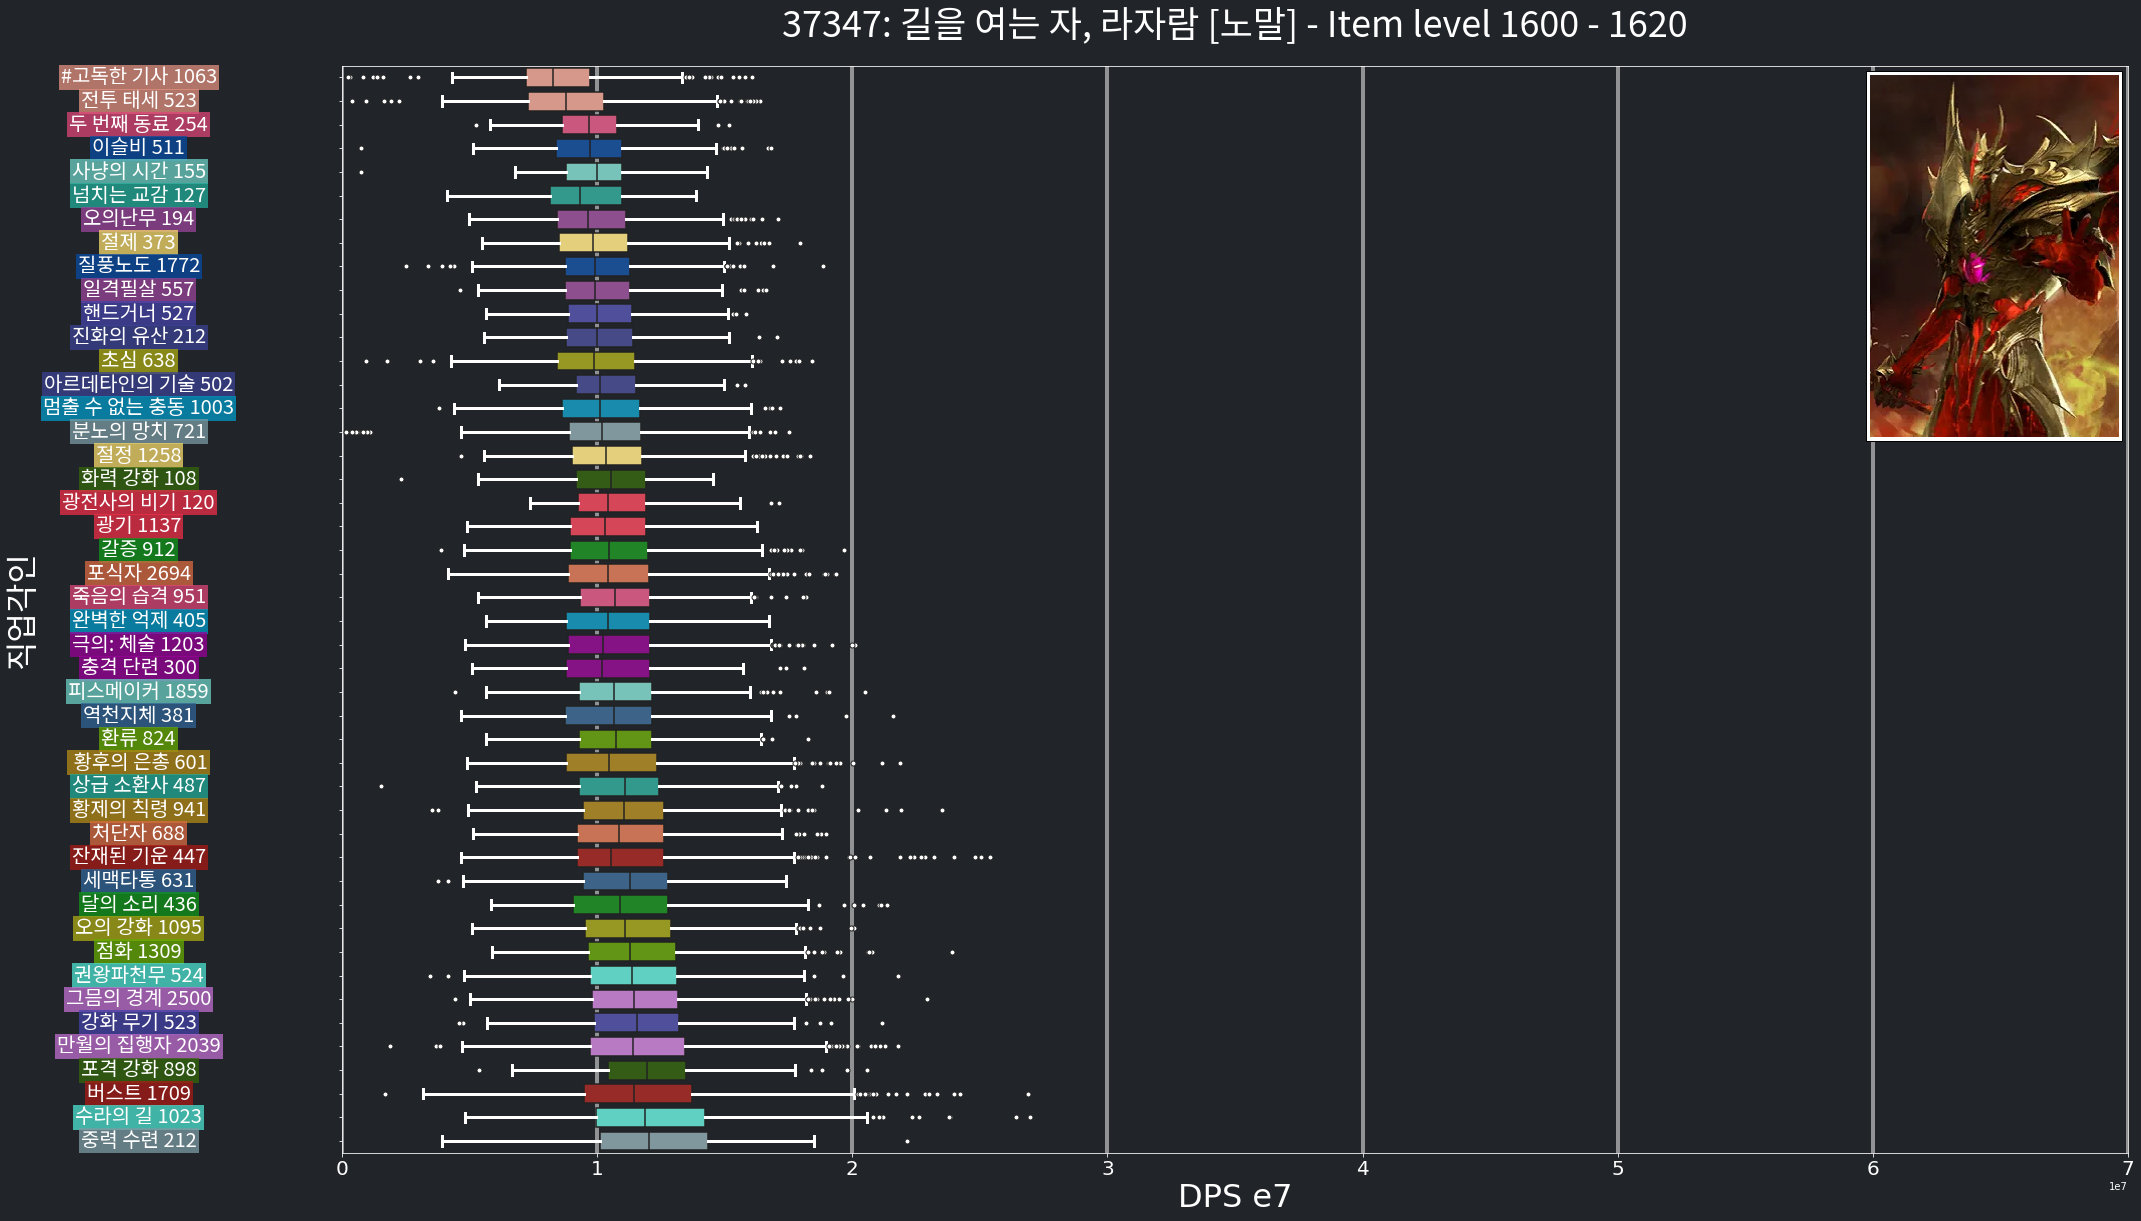 37347: 길을 여는 자, 라자람 [노말] - Item level 1600 - 1620
#고독한 기사 1063
전투 태세 523
두 번째 동료 254
이슬비 511
사냥의 시간 155
넘치는 교감 127
오의난무 194
절제 373
질풍노도 1772
일격필살 557
핸드거너 527
진화의 유산 212
초심 638
아르데타인의 기술 502
멈출 수 없는 충동 1003
분노의 망치 721
절정 1258
화력 강화 108
광전사의 비기 120
광기 1137
갈증 912
포식자 2694
죽음의 습격 951
완벽한 억제 405
극의: 체술 1203
충격 단련 300
피스메이커 1859
역천지체 381
환류 824
황후의 은총 601
상급 소환사 487
황제의 칙령 941
처단자 688
잔재된 기운 447
세맥타통 631
달의 소리 436
오의 강화 1095
점화 1309
권왕파천무 524
그믐의 경계 2500
강화 무기 523
만월의 집행자 2039
포격 강화 898
버스트 1709
수라의 길 1023
중력 수련 212
직업각인
0 1 2 3 4 5 6 7
1e7
DPS e7